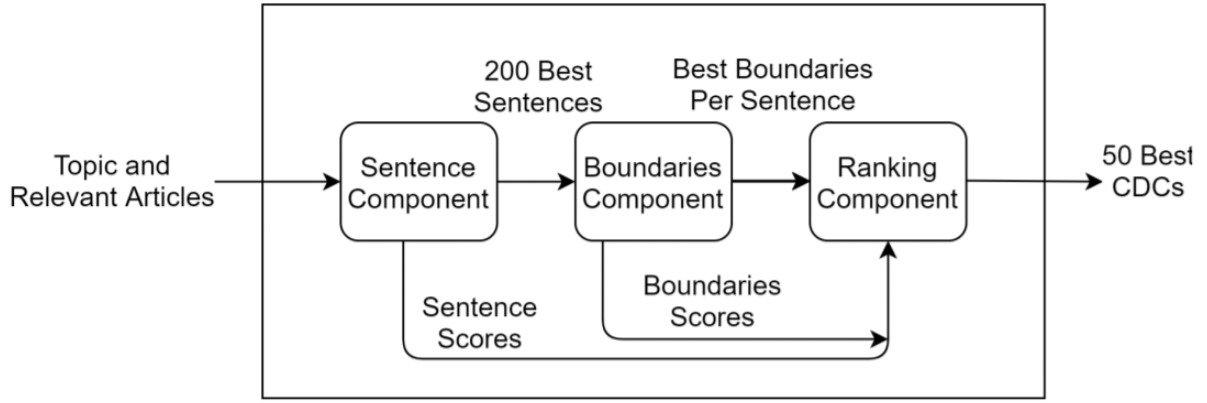 200 Best
Sentences
Best Boundaries
Per Sentence
Topic and
Relevant Articles
Sentence
Component
Boundaries
Component
Ranking
Component
50 Best
CDCs
Sentence
Scores
Boundaries
Scores